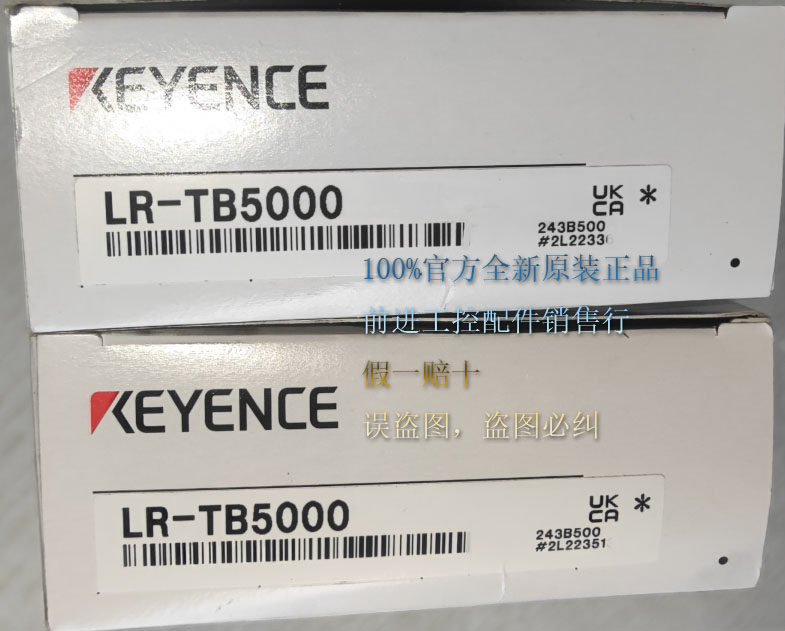 KEYENCE
LR-TB5000
UK
CA
*
243B500
#2L2233
100%官方全新原装正品
前进工控配件销售行
假一赔十
误盗图，盗图必纠
KEYENCE
LR-TB5000
UK
CA
*
243B500
#2L22351